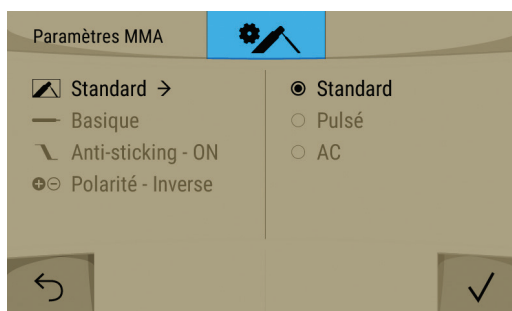 Paramètres MMA
Standard →
Basique
Anti-sticking - ON
Polarité - Inverse
Standard
Pulsé
AC